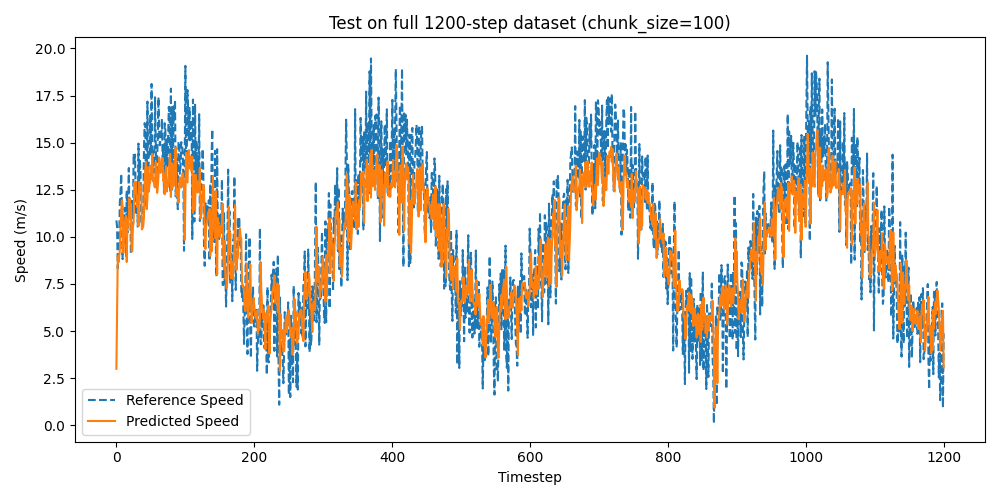 Test on full 1200-step dataset (chunk_size=100)
Speed (m/s)
20.0
17.5
15.0
12.5
10.0
7.5
5.0
2.5
0.0
Reference Speed
Predicted Speed
0 200 400 600 800 1000 1200
Timestep